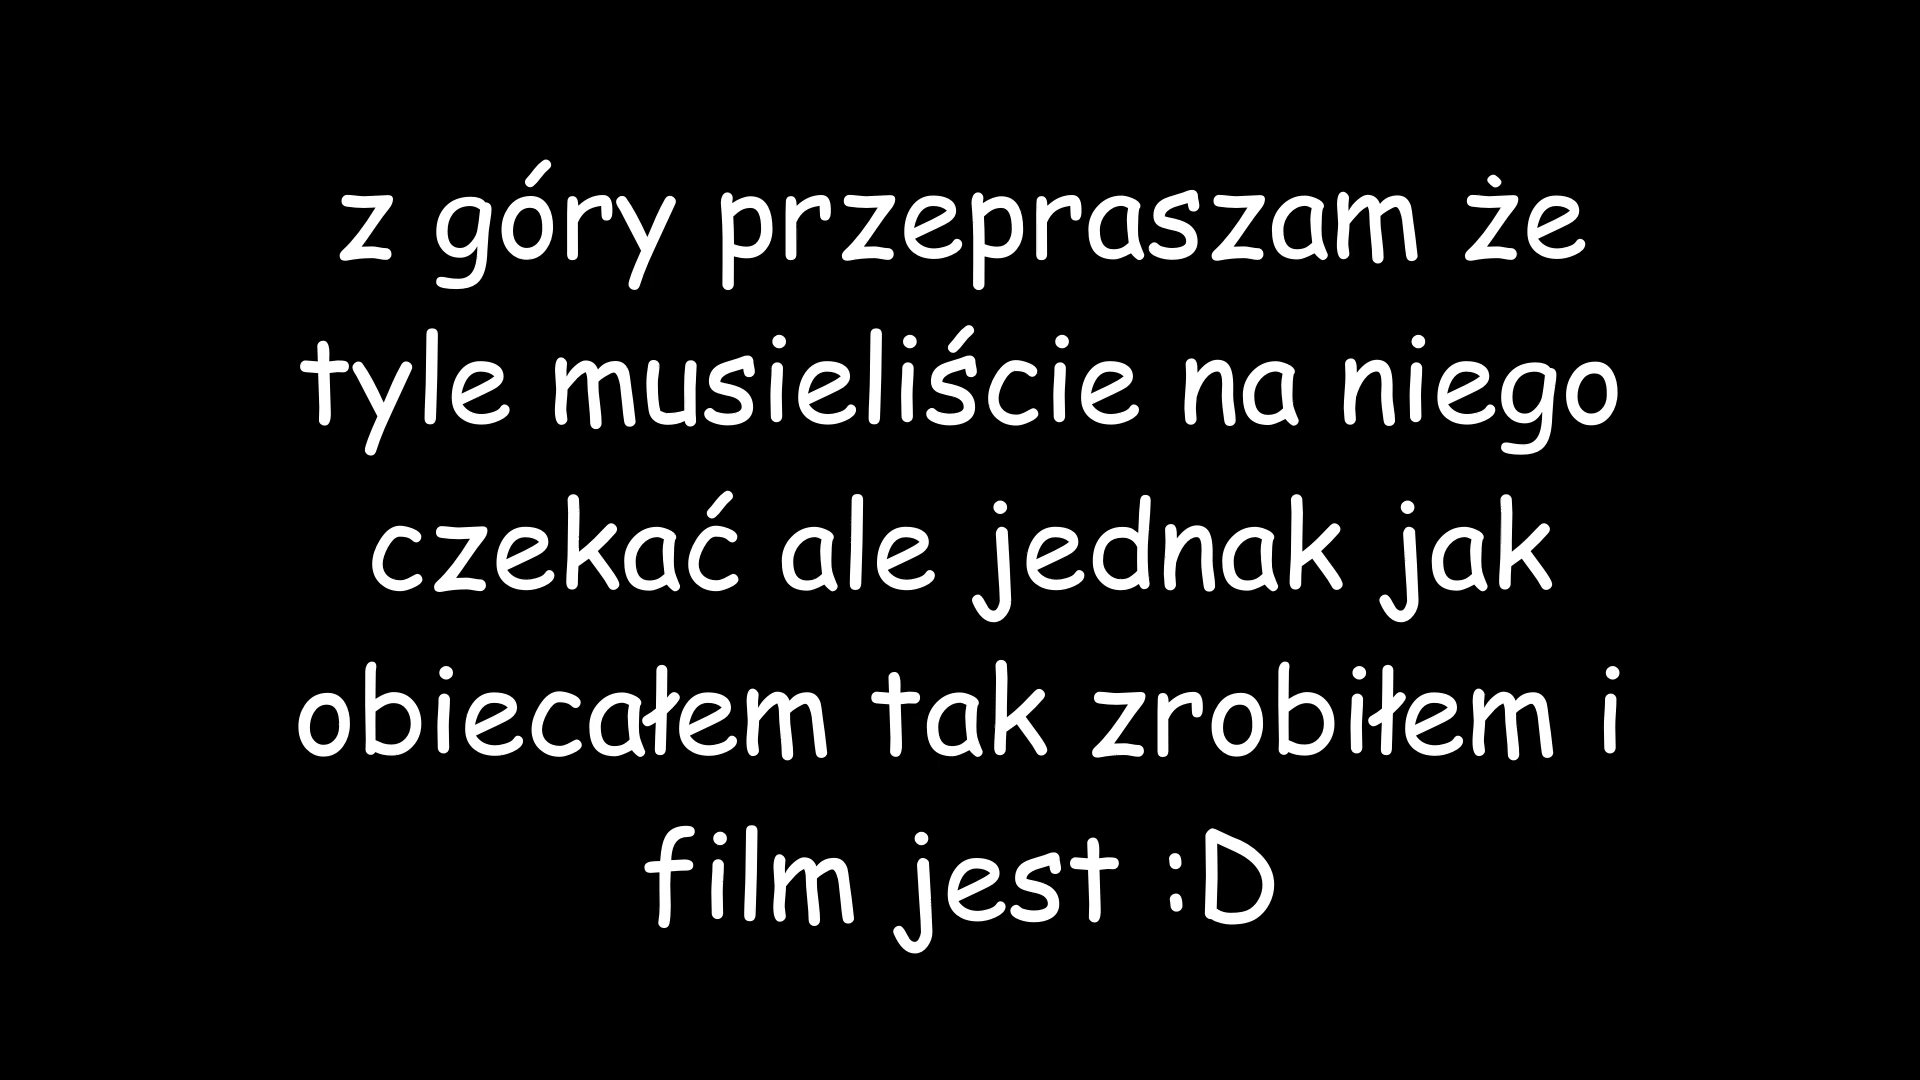 z góry przepraszam że
tyle musieliście na niego
czekać ale jednak jak
obiecałem tak zrobiłem i
film jest :D